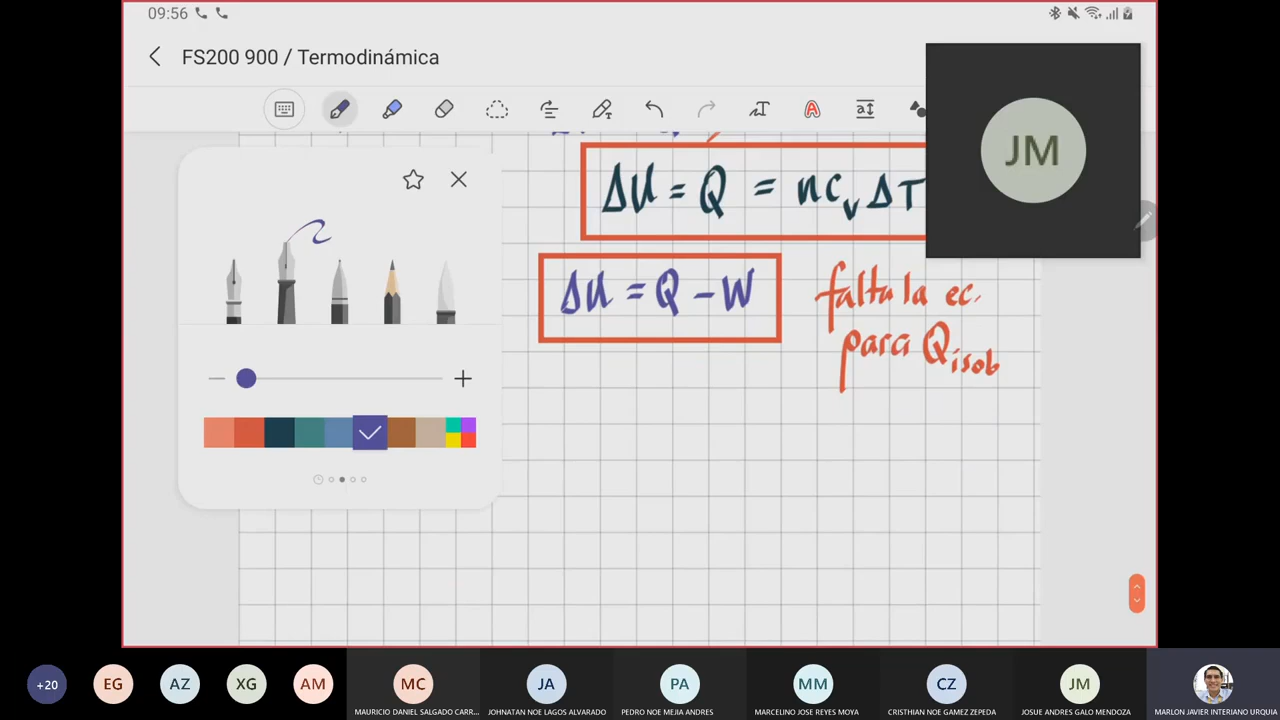 09:56
FS200 900 / Termodinámica
JM
ΔU = Q = nc_vΔT
ΔU = Q - W
falta la ec.
para Q_isob
+20
EG
AZ
XG
AM
MC
JA
PA
MM
CZ
JM
MAURICIO DANIEL SALGADO CARR...
JOHNATAN NOE LAGOS ALVARADO
PEDRO NOE MEJIA ANDRES
MARCELINO JOSE REYES MOYA
CRISTHIAN NOE GAMEZ ZEPEDA
JOSUE ANDRES GALO MENDOZA
MARLON JAVIER INTERIANO URQUIA